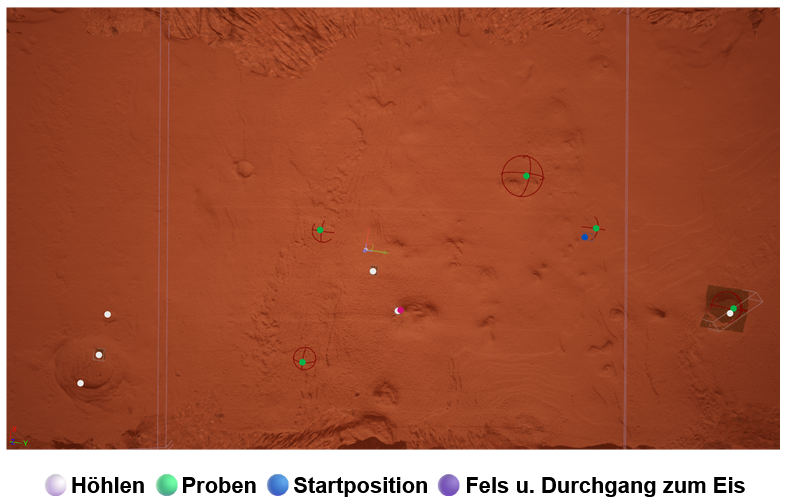 Y
Höhlen Proben Startposition Fels u. Durchgang zum Eis